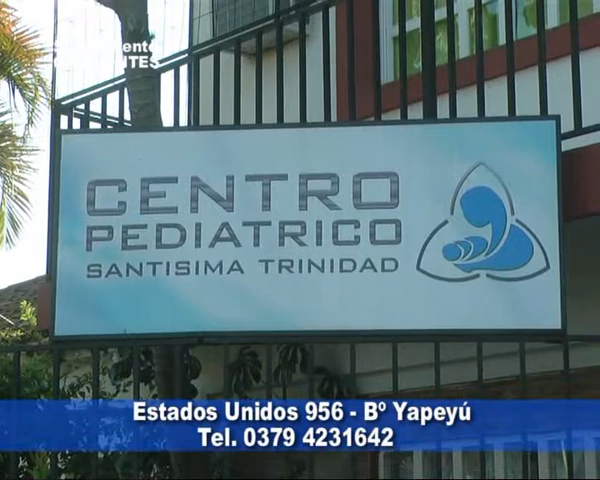 CENTRO
PEDIATRICO
SANTISIMA TRINIDAD
Estados Unidos 956 - Bº Yapeyú
Tel. 0379 4231642